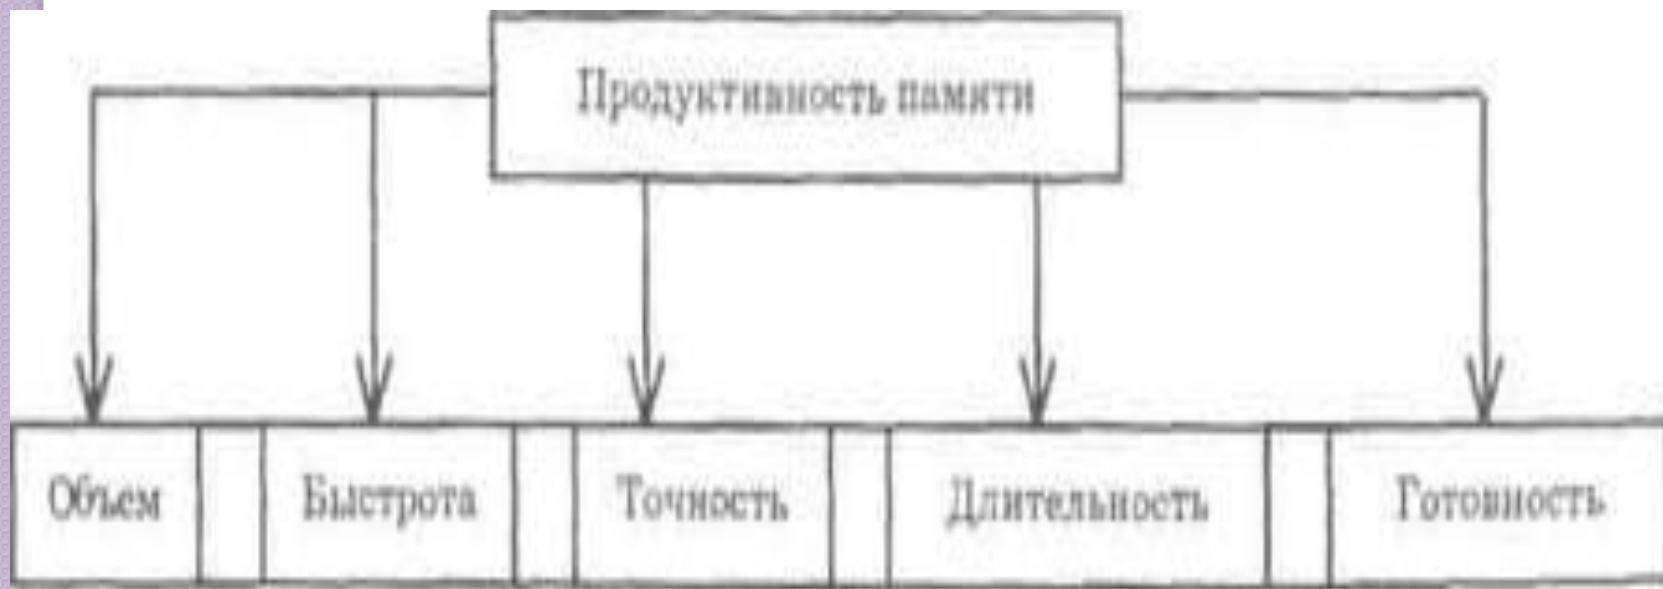 Продуктивность памяти
Объем
Быстрота
Точность
Длительность
Готовность